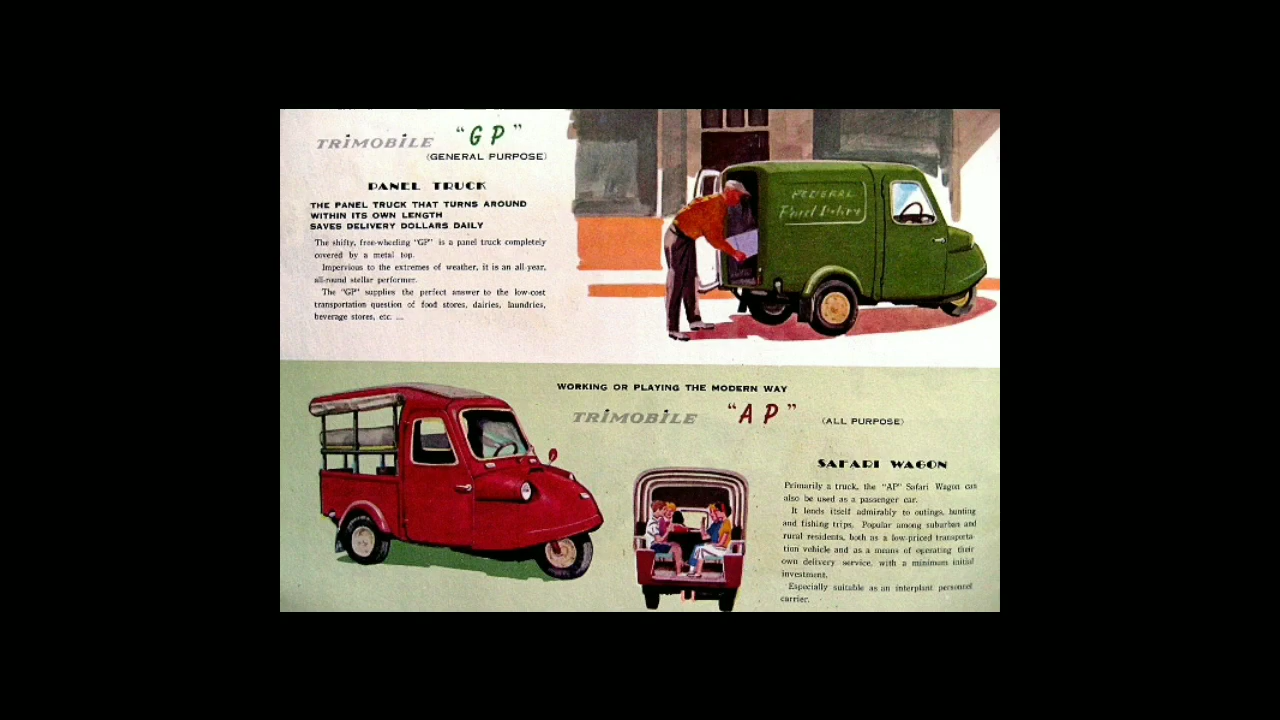 TRIMOBILE "GP"
(GENERAL PURPOSE)
PANEL TRUCK
THE PANEL TRUCK THAT TURNS AROUND
WITHIN ITS OWN LENGTH
SAVES DELIVERY DOLLARS DAILY
The shifty, free-wheeling "GP" is a panel truck completely
covered by a metal top.
Impervious to the extremes of weather, it is an all-year,
all-round stellar performer.
The "GP" supplies the perfect answer to the low-cost
transportation question of food stores, dairies, laundries,
beverage stores, etc. ...
FEDERAL
WORKING OR PLAYING THE MODERN WAY
TRIMOBILE "AP" (ALL PURPOSE)
SAFARI WAGON
Primarily a truck, the "AP" Safari Wagon can
also be used as a passenger car.
It lends itself admirably to outings, hunting
and fishing trips. Popular among suburban and
rural residents, both as a low-priced transporta-
tion vehicle and as a means of operating their
own delivery service, with a minimum initial
investment.
Especially suitable as an interplant personnel
carrier.